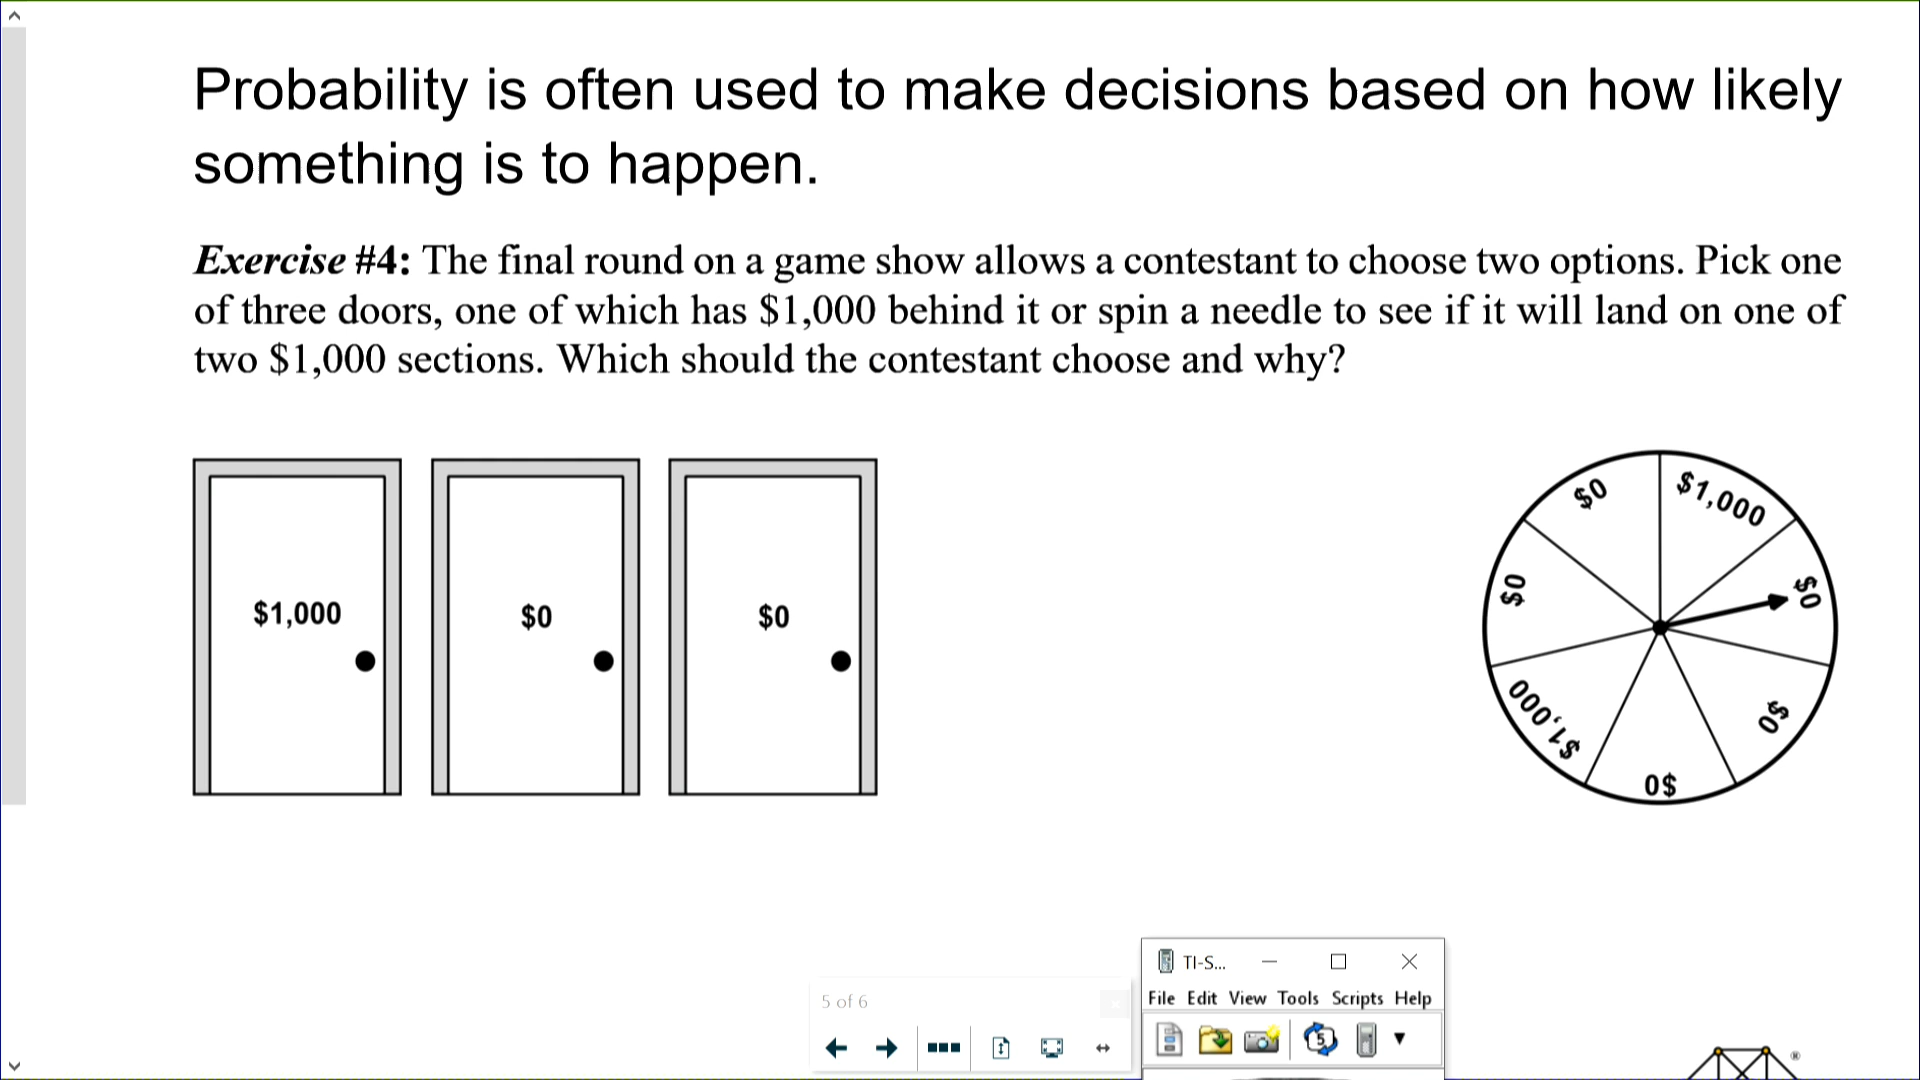 Probability is often used to make decisions based on how likely
something is to happen.
Exercise #4: The final round on a game show allows a contestant to choose two options. Pick one
of three doors, one of which has $1,000 behind it or spin a needle to see if it will land on one of
two $1,000 sections. Which should the contestant choose and why?
$1,000
$0
$0
$0
$1,000
$0
$0
$0
$1,000
$0
TI-S...
File Edit View Tools Scripts Help
5 of 6
5
®